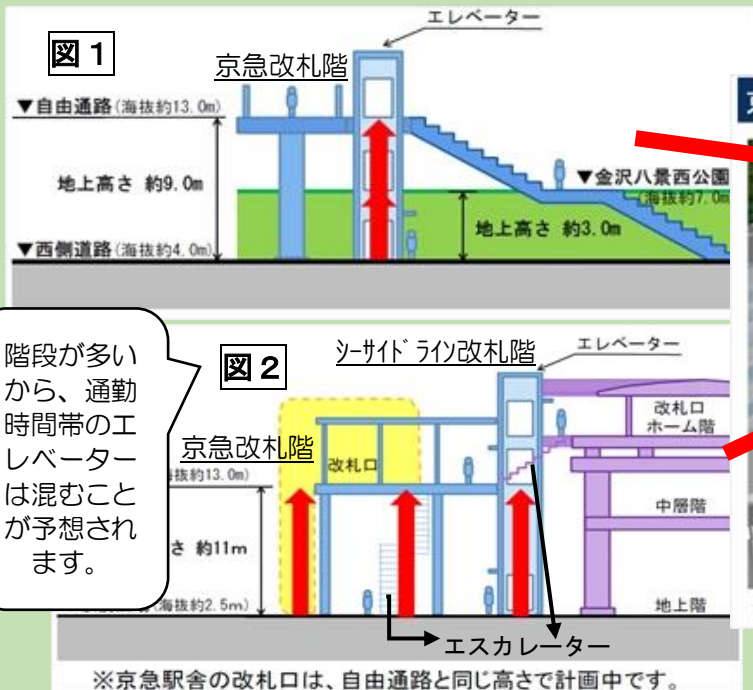 図１
エレベーター
京急改札階
▼自由通路(海抜約13.0m)
地上高さ 約9.0m
▼金沢八景西公園
(海抜約7.0m
地上高さ 約3.0m
▼西側道路(海抜約4.0m)
階段が多い
から、通勤
時間帯のエ
レベーター
は混むこと
が予想され
ます。
図２
シーサイドライン改札階
エレベーター
京急改札階
改札口
改札口
ホーム階
抜約13.0m)
中層階
さ 約11m
(海抜約2.5m)
地上階
エスカレーター
※京急駅舎の改札口は、自由通路と同じ高さで計画中です。